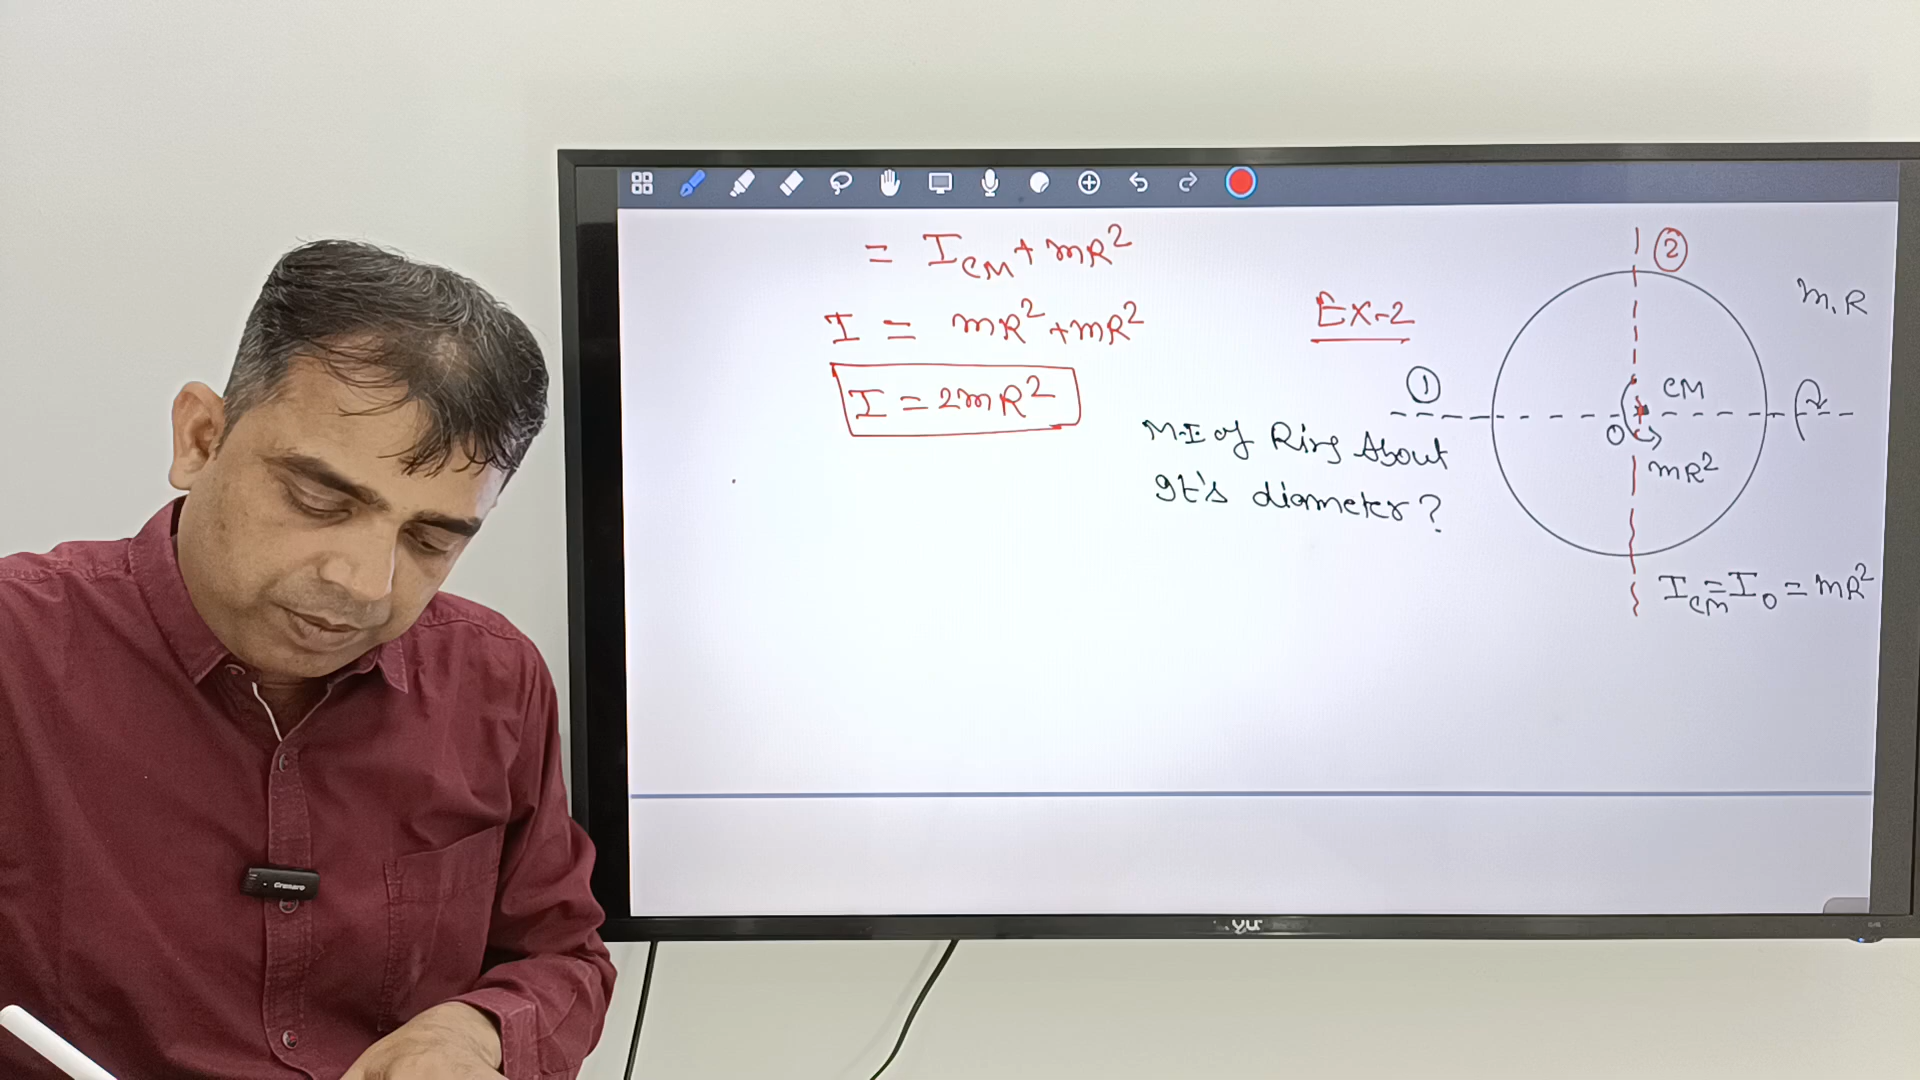 = I_CM + mR²
I = mR² + mR²
I = 2mR²
Ex-2
M.I of Ring About
It's diameter?
②
m, R
①
CM
O
mR²
I_CM = I_O = mR²
yu